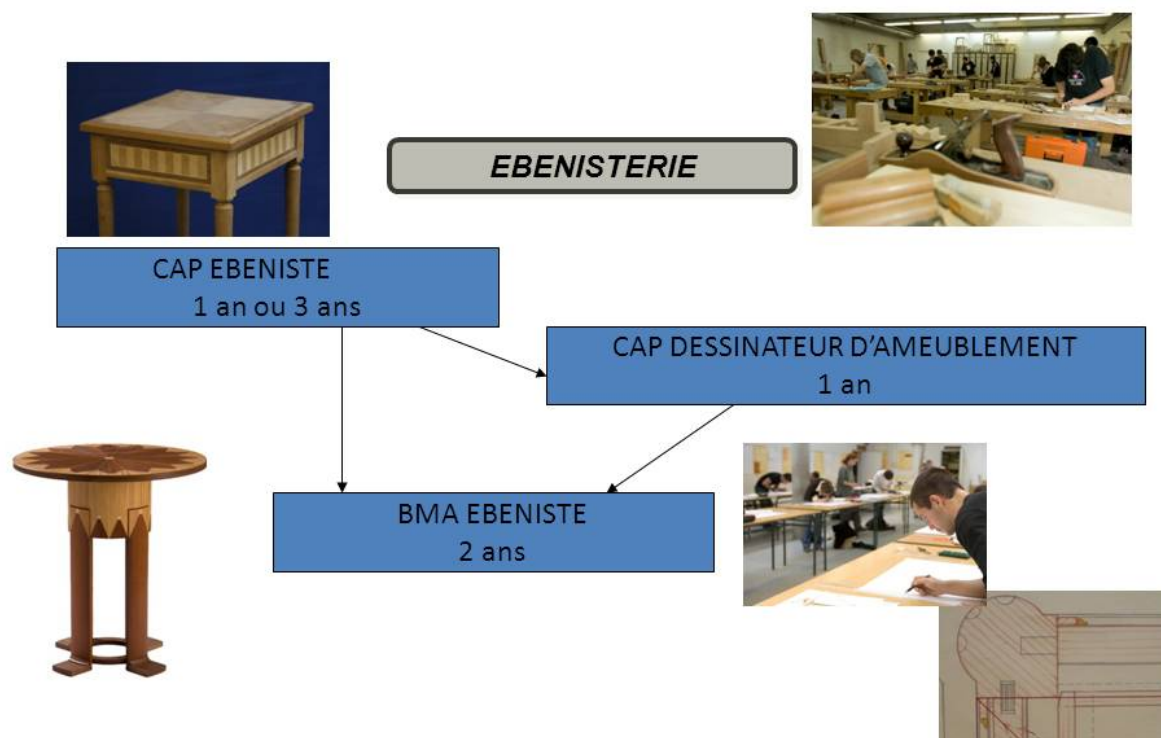 EBENISTERIE
CAP EBENISTE
1 an ou 3 ans
CAP DESSINATEUR D’AMEUBLEMENT
1 an
BMA EBENISTE
2 ans